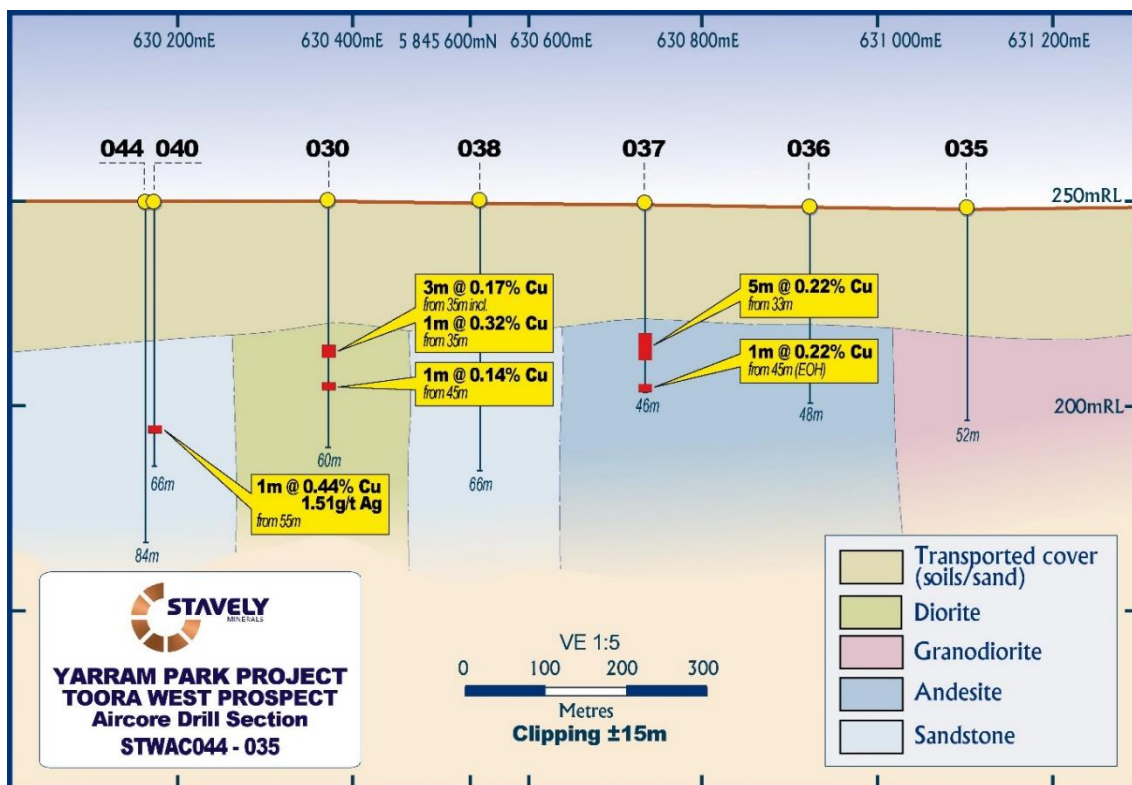 630 200mE
630 400mE
5 845 600mN
630 600mE
630 800mE
631 000mE
631 200mE
044
040
030
038
037
036
035
250mRL
3m @ 0.17% Cu
from 35m incl.
1m @ 0.32% Cu
from 35m
5m @ 0.22% Cu
from 33m
1m @ 0.14% Cu
from 45m
1m @ 0.22% Cu
from 45m (EOH)
46m
48m
200mRL
52m
60m
66m
66m
1m @ 0.44% Cu
1.51g/t Ag
from 55m
84m
STAVELY
MINERALS
YARRAM PARK PROJECT
TOORA WEST PROSPECT
Aircore Drill Section
STWAC044 - 035
VE 1:5
0 100 200 300
Metres
Clipping ±15m
Transported cover
(soils/sand)
Diorite
Granodiorite
Andesite
Sandstone